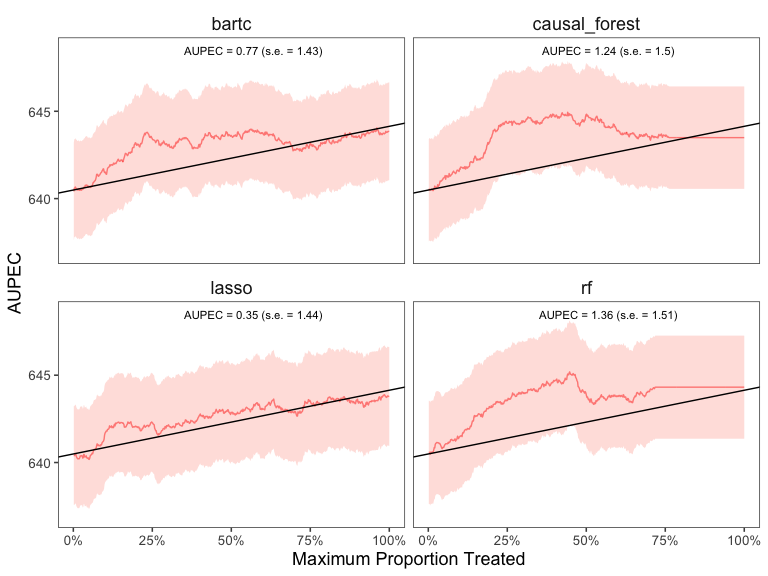 bartc
causal_forest
AUPEC = 0.77 (s.e. = 1.43)
AUPEC = 1.24 (s.e. = 1.5)
645
640
lasso
rf
AUPEC = 0.35 (s.e. = 1.44)
AUPEC = 1.36 (s.e. = 1.51)
645
640
AUPEC
0%
25%
50%
75%
100%
0%
25%
50%
75%
100%
Maximum Proportion Treated